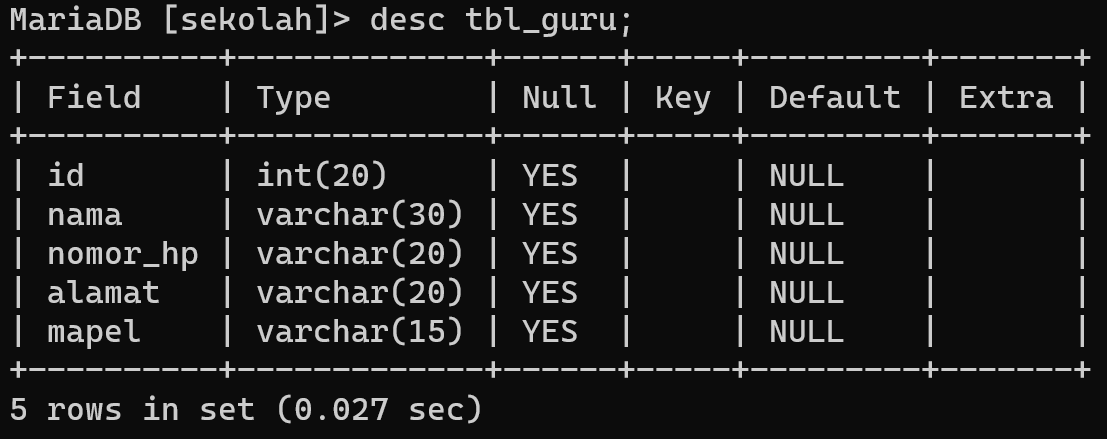 MariaDB [sekolah]> desc tbl_guru;
+----------+-------------+------+-----+---------+-------+
| Field    | Type        | Null | Key | Default | Extra |
+----------+-------------+------+-----+---------+-------+
| id       | int(20)     | YES  |     | NULL    |       |
| nama     | varchar(30) | YES  |     | NULL    |       |
| nomor_hp | varchar(20) | YES  |     | NULL    |       |
| alamat   | varchar(20) | YES  |     | NULL    |       |
| mapel    | varchar(15) | YES  |     | NULL    |       |
+----------+-------------+------+-----+---------+-------+
5 rows in set (0.027 sec)